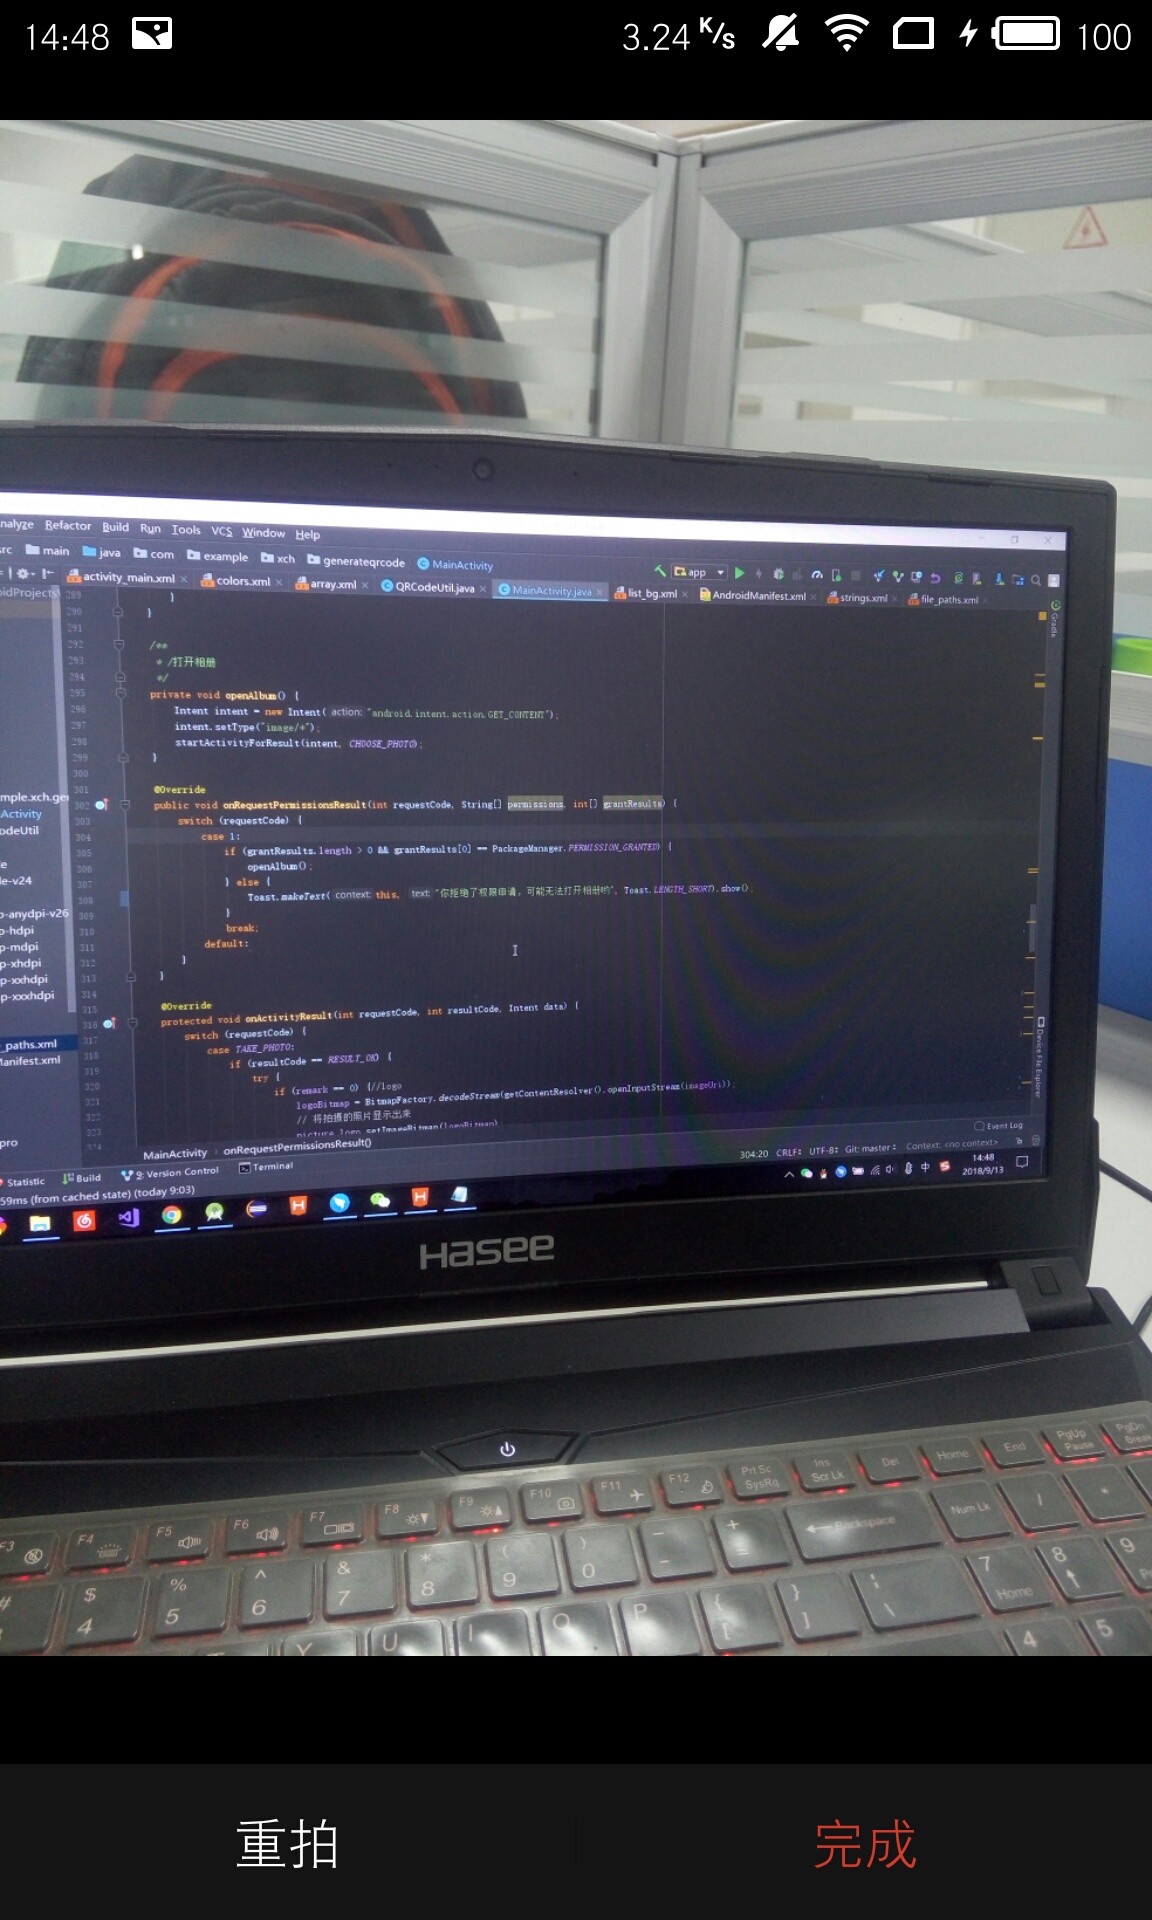 14:48 3.24 K/s 100
Refactor Build Run Tools VCS Window Help
main java com example xch generateqrcode MainActivity
app
activity_main.xml colors.xml array.xml QRCodeUtil.java MainActivity.java list_bg.xml AndroidManifest.xml strings.xml file_paths.xml
Gradle
289 }
290 }
291
292 /**
293 * /打开相册
294 */
295 private void openAlbum() {
296 Intent intent = new Intent( action: "android.intent.action.GET_CONTENT");
297 intent.setType("image/*");
298 startActivityForResult(intent, CHOOSE_PHOTO);
299 }
300
301 @Override
302 public void onRequestPermissionsResult(int requestCode, String[] permissions, int[] grantResults) {
303 switch (requestCode) {
304 case 1:
305 if (grantResults.length > 0 && grantResults[0] == PackageManager.PERMISSION_GRANTED) {
306 openAlbum();
307 } else {
308 Toast.makeText( context: this, text: "你拒绝了权限申请，可能无法打开相册哟", Toast.LENGTH_SHORT).show();
309 }
310 break;
311 default:
312 }
313 }
314
315 @Override
316 protected void onActivityResult(int requestCode, int resultCode, Intent data) {
317 switch (requestCode) {
318 case TAKE_PHOTO:
319 if (resultCode == RESULT_OK) {
320 try {
321 if (remark == 0) {//logo
322 logoBitmap = BitmapFactory.decodeStream(getContentResolver().openInputStream(imageUri));
323 // 将拍摄的照片显示出来
picture_logo.setImageBitmap(logoBitmap)
mple.xch.ge
Activity
odeUtil
e-v24
p-anydpi-v26
p-hdpi
p-mdpi
p-xhdpi
p-xxhdpi
p-xxxhdpi
_paths.xml
Manifest.xml
pro
Device File Explorer
MainActivity › onRequestPermissionsResult()
Event Log
Statistic Build 9: Version Control Terminal
304:20 CRLF: UTF-8: Git: master: Context: <no context>
59ms (from cached state) (today 9:03)
中 14:48
2018/9/13
Hasee
F3 F4 F5 F6 F7 F8 F9 F10 F11 F12 Prt Sc SysRq Ins Scr Lk Del Home End PgUp Pause PgDn Break
# $ 4 % 5 ^ 6 & 7 * 8 ( 9 ) 0 - + = Backspace Num Lk / *
Y U I O P { [ } ] \ 7 Home 8 9
4 5
重拍 完成